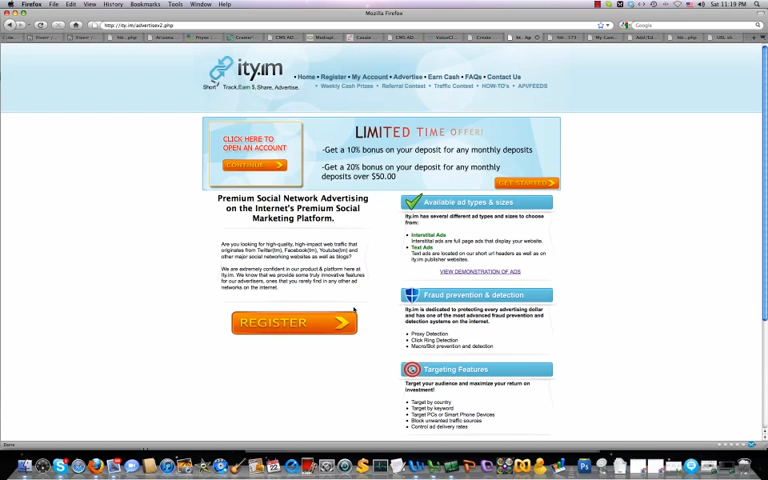 Firefox File Edit View History Bookmarks Tools Window Help
Sat 11:19 PM
Mozilla Firefox
http://ity.im/advertisev2.php
Google
ity.im
Short Track,Earn $, Share, Advertise.
• Home • Register • My Account • Advertise • Earn Cash • FAQs • Contact Us
• Weekly Cash Prizes • Referral Contest • Traffic Contest • HOW-TO's • API/FEEDS
CLICK HERE TO
OPEN AN ACCOUNT
CONTINUE
LIMITED TIME OFFER!
-Get a 10% bonus on your deposit for any monthly deposits
-Get a 20% bonus on your deposit for any monthly
deposits over $50.00
GET STARTED
Premium Social Network Advertising
on the Internet's Premium Social
Marketing Platform.
Are you looking for high-quality, high-impact web traffic that
originates from Twitter(tm), Facebook(tm), Youtube(tm) and
other major social networking websites as well as blogs?
We are extremely confident in our product & platform here at
ity.im. We know that we provide some truly innovative features
for our advertisers, ones that you rarely find in any other ad
networks on the internet.
REGISTER
Available ad types & sizes
ity.im has several different ad types and sizes to choose
from:
• Interstitial Ads
Interstitial ads are full page ads that display your website.
• Text Ads
Text ads are located on our short url headers as well as on
ity.im publisher websites.
VIEW DEMONSTRATION OF ADS
Fraud prevention & detection
ity.im is dedicated to protecting every advertising dollar
and has one of the most advanced fraud prevention and
detection systems on the internet.
• Proxy Detection
• Click Ring Detection
• Macro/Bot prevention and detection
Targeting Features
Target your audience and maximize your return on
investment!
• Target by country
• Target by keyword
• Target PCs or Smart Phone Devices
• Block unwanted traffic sources
• Control ad delivery rates
Done